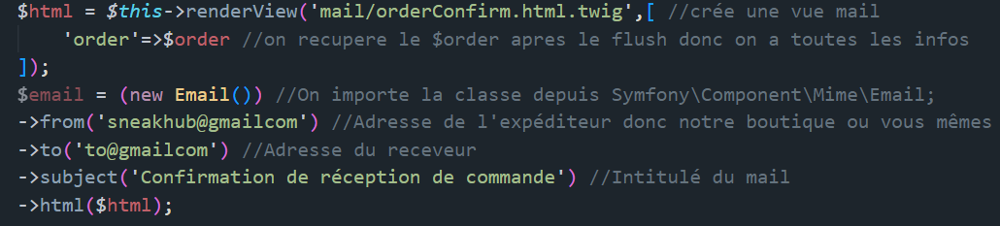 $html = $this->renderView('mail/orderConfirm.html.twig',[ //crée une vue mail
'order'=>$order //on recupere le $order apres le flush donc on a toutes les infos
]);
$email = (new Email()) //On importe la classe depuis Symfony\Component\Mime\Email;
->from('sneakhub@gmailcom') //Adresse de l'expéditeur donc notre boutique ou vous mêmes
->to('to@gmailcom') //Adresse du receveur
->subject('Confirmation de réception de commande') //Intitulé du mail
->html($html);